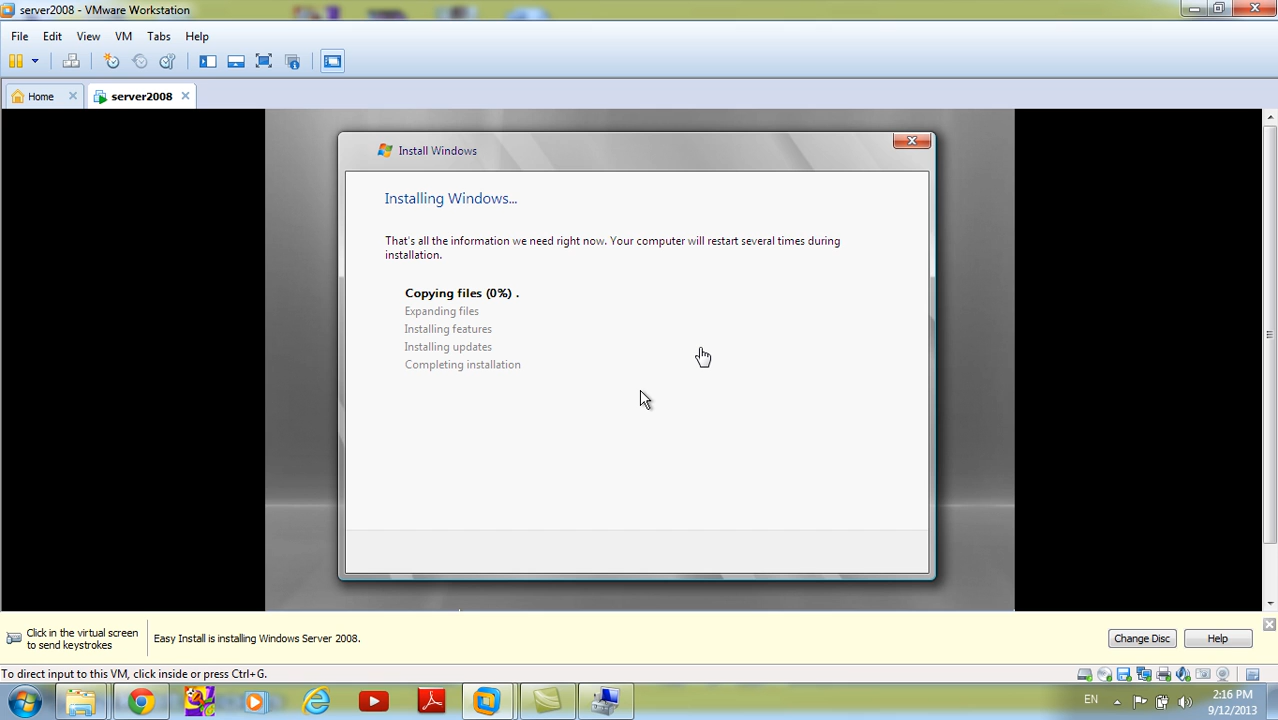 server2008 - VMware Workstation
File Edit View VM Tabs Help
Home server2008
Install Windows
Installing Windows...
That's all the information we need right now. Your computer will restart several times during
installation.
Copying files (0%) .
Expanding files
Installing features
Installing updates
Completing installation
Click in the virtual screen
to send keystrokes
Easy Install is installing Windows Server 2008.
Change Disc Help
To direct input to this VM, click inside or press Ctrl+G.
EN
2:16 PM
9/12/2013